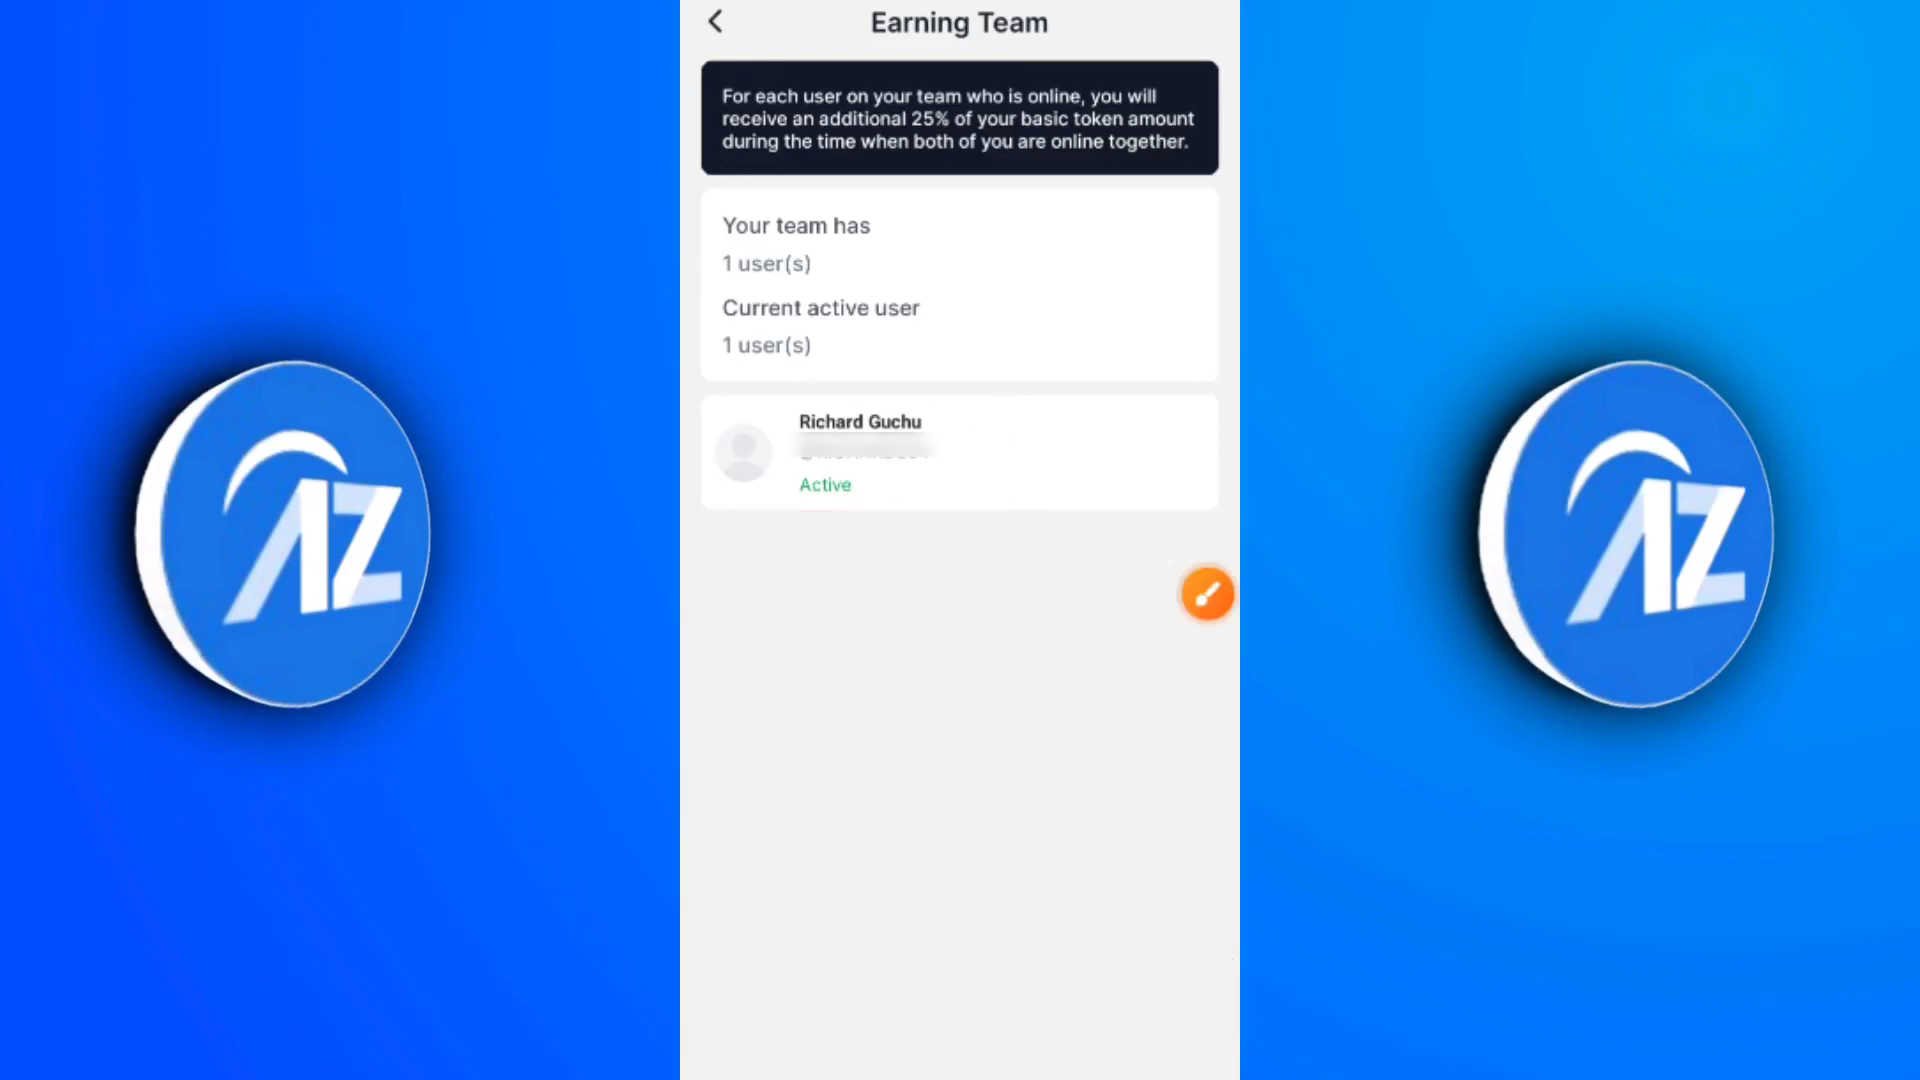 Earning Team
For each user on your team who is online, you will
receive an additional 25% of your basic token amount
during the time when both of you are online together.
Your team has
1 user(s)
Current active user
1 user(s)
Richard Guchu
Active
AZ
AZ